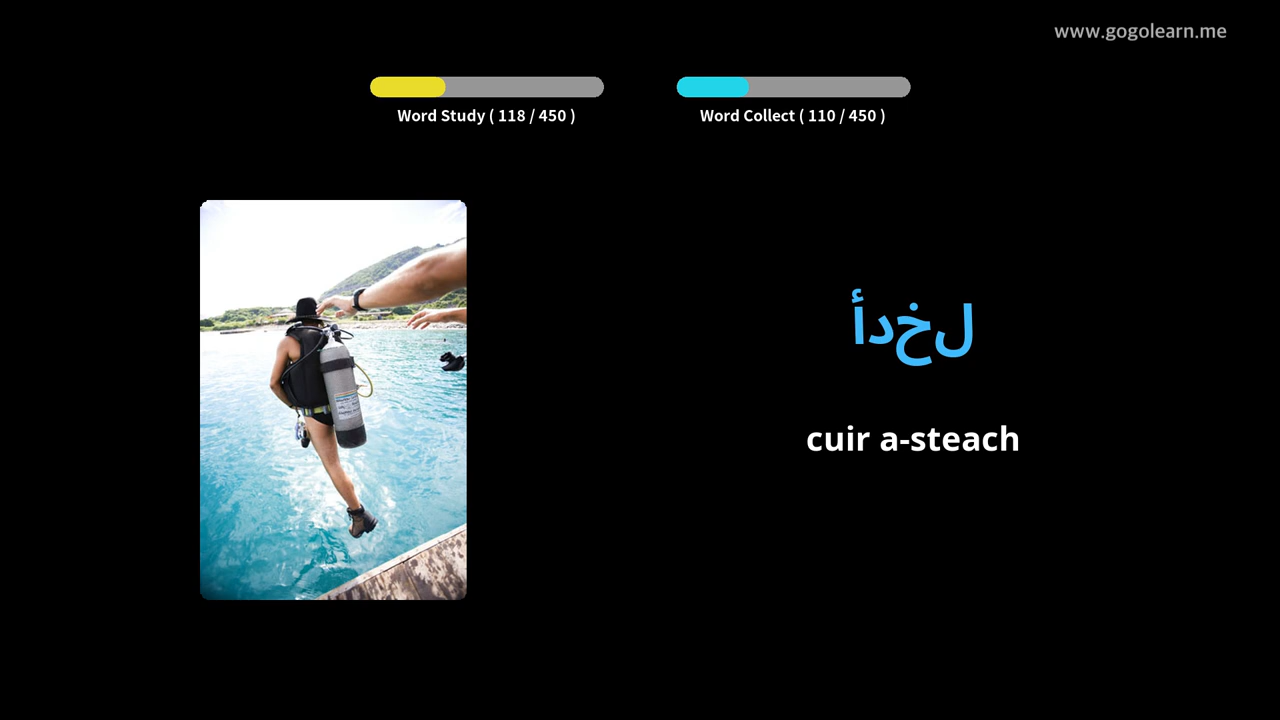 www.gogolearn.me
Word Study ( 118 / 450 )
Word Collect ( 110 / 450 )
أدخل
cuir a-steach